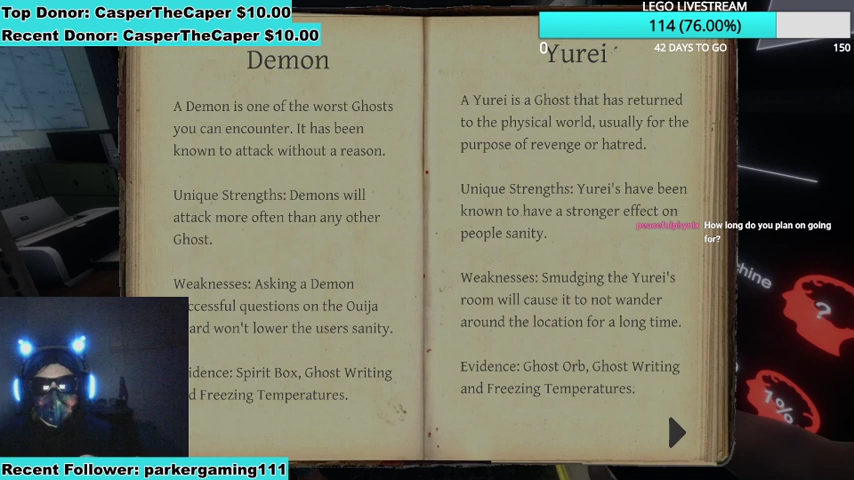 Top Donor: CasperTheCaper $10.00
Recent Donor: CasperTheCaper $10.00
LEGO LIVESTREAM
114 (76.00%)
0
42 DAYS TO GO
150
Demon
A Demon is one of the worst Ghosts
you can encounter. It has been
known to attack without a reason.
Unique Strengths: Demons will
attack more often than any other
Ghost.
Weaknesses: Asking a Demon
ccessful questions on the Ouija
ard won't lower the users sanity.
idence: Spirit Box, Ghost Writing
d Freezing Temperatures.
Yurei
A Yurei is a Ghost that has returned
to the physical world, usually for the
purpose of revenge or hatred.
Unique Strengths: Yurei's have been
known to have a stronger effect on
people sanity.
Weaknesses: Smudging the Yurei's
room will cause it to not wander
around the location for a long time.
Evidence: Ghost Orb, Ghost Writing
and Freezing Temperatures.
How long do you plan on going
for?
hine
?
1%
Recent Follower: parkergaming111